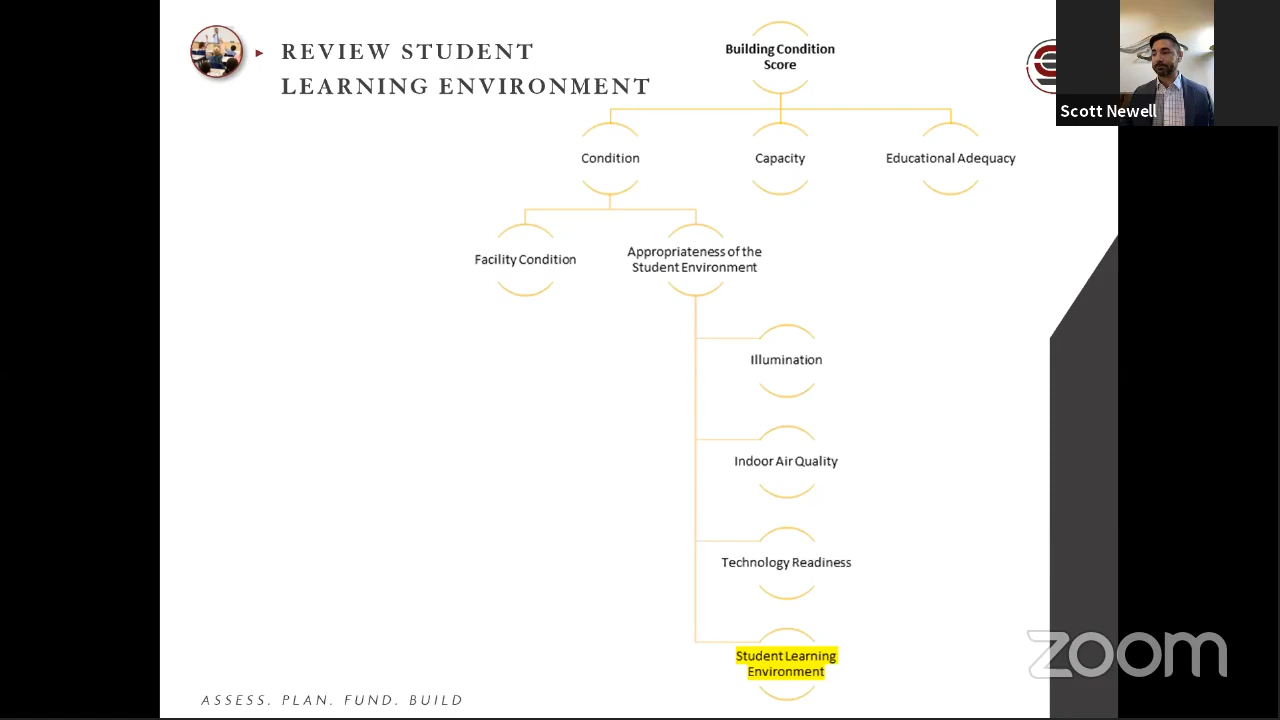 REVIEW STUDENT
LEARNING ENVIRONMENT
Building Condition
Score
Scott Newell
Condition
Capacity
Educational Adequacy
Facility Condition
Appropriateness of the
Student Environment
Illumination
Indoor Air Quality
Technology Readiness
Student Learning
Environment
zoom
ASSESS. PLAN. FUND. BUILD